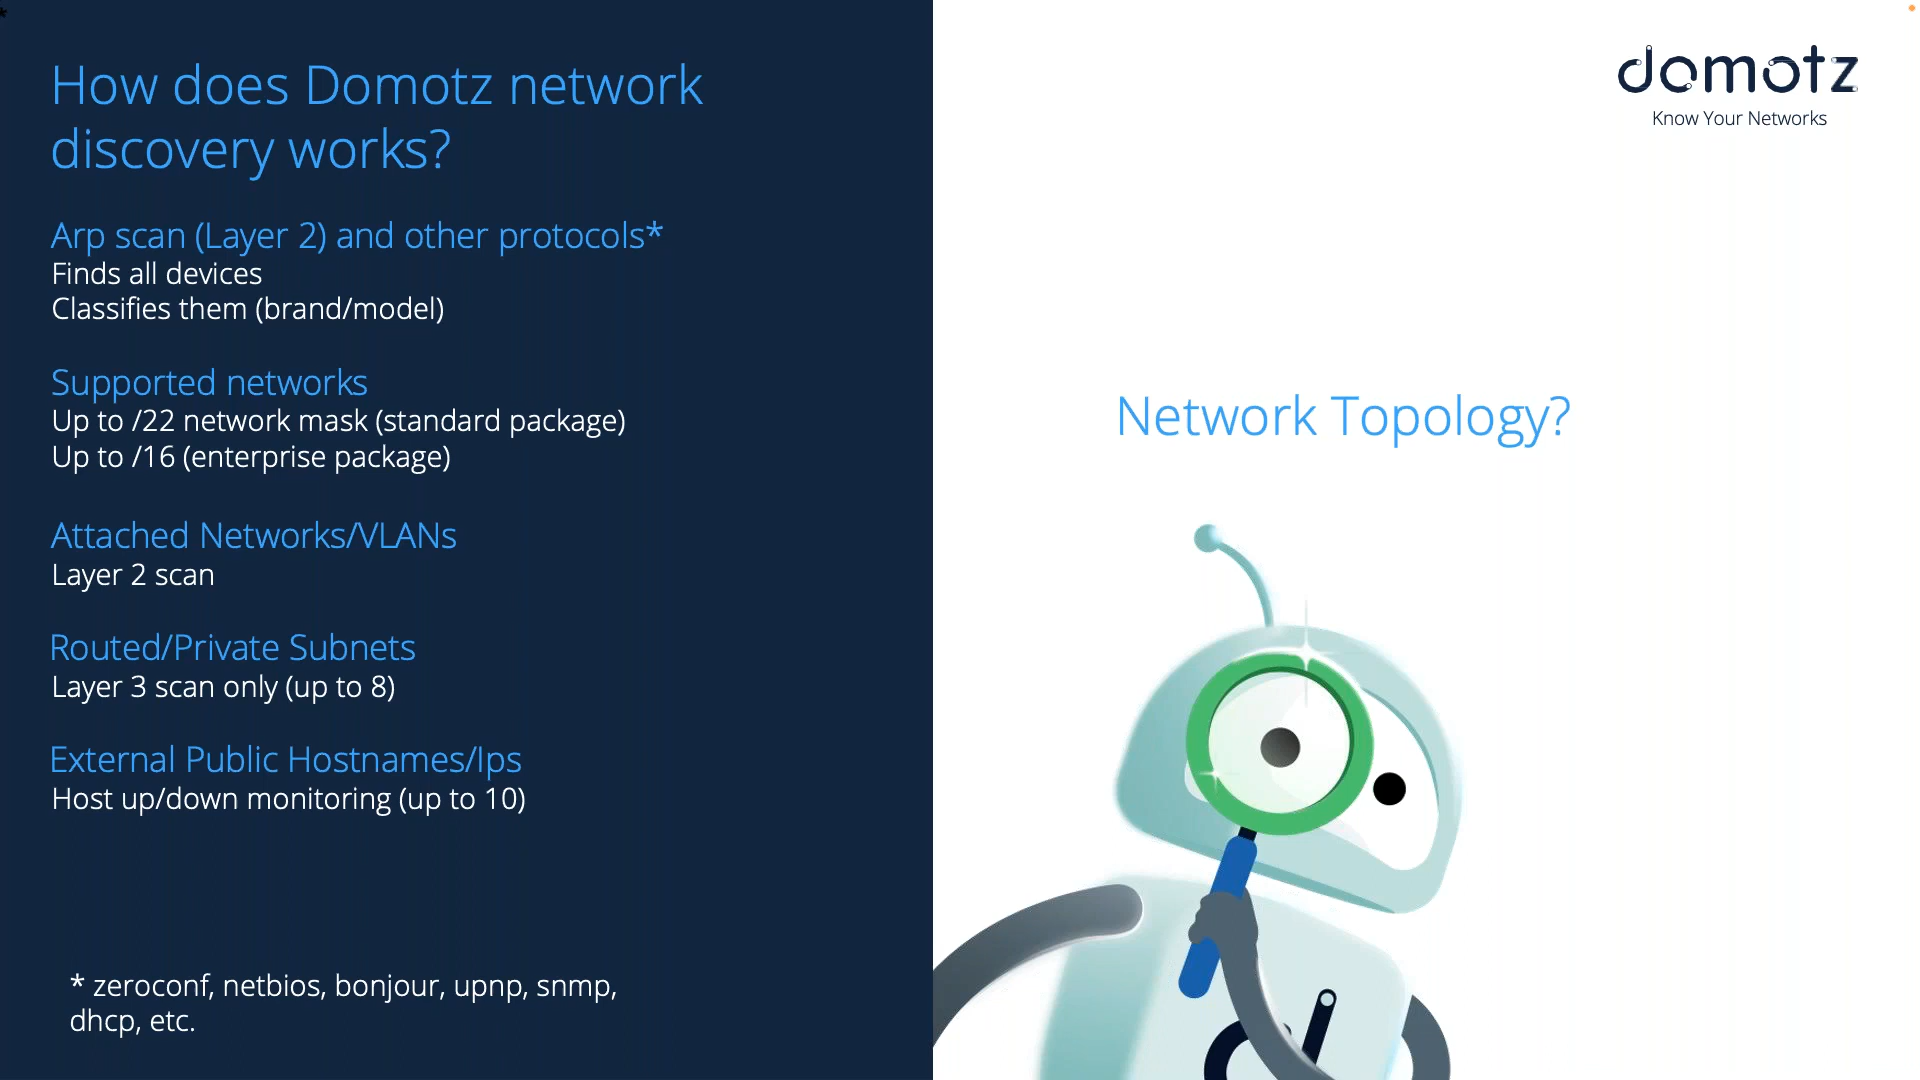 *
How does Domotz network
discovery works?
Arp scan (Layer 2) and other protocols*
Finds all devices
Classifies them (brand/model)
Supported networks
Up to /22 network mask (standard package)
Up to /16 (enterprise package)
Attached Networks/VLANs
Layer 2 scan
Routed/Private Subnets
Layer 3 scan only (up to 8)
External Public Hostnames/Ips
Host up/down monitoring (up to 10)
* zeroconf, netbios, bonjour, upnp, snmp,
dhcp, etc.
domotz
Know Your Networks
Network Topology?